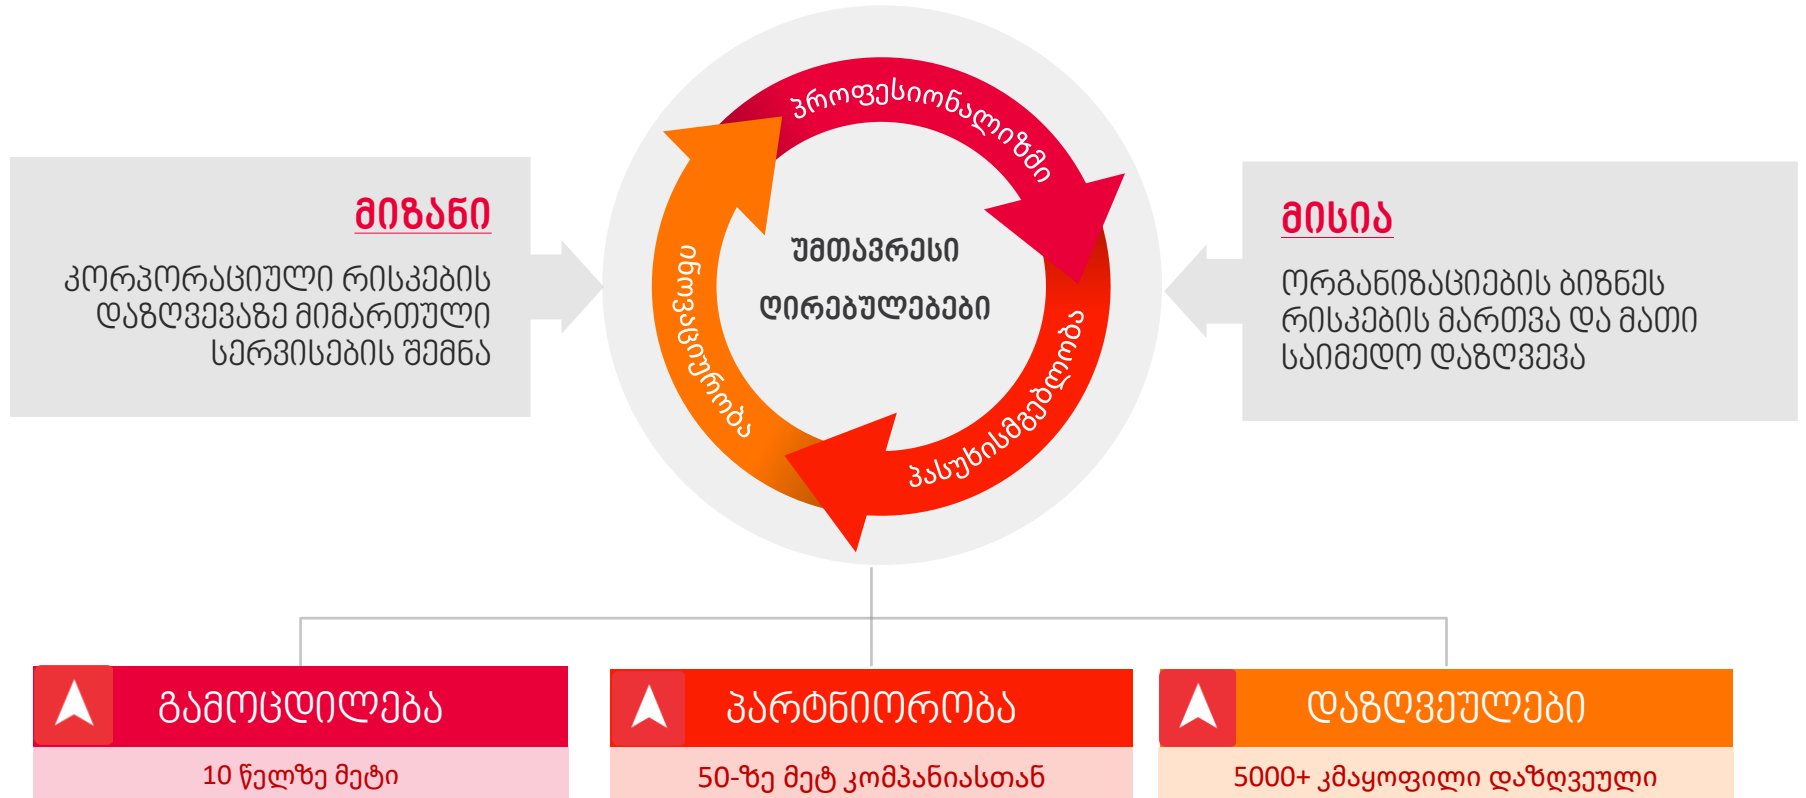 პროფესიონალიზმი
მიზანი
კორპორაციული რისკების
დაზღვევაზე მიმართული
სერვისების შემნა
უმთავრესი
ღირებულებები
მისია
ორგანიზაციების ბიზნეს
რისკების მართვა და მათი
საიმედო დაზღვევა
ინოვაციურობა
პასუხისმგებლობა
გამოცდილება
პარტნიორობა
დაზღვეულები
10 წელზე მეტი
50-ზე მეტ კომპანიასთან
5000+ კმაყოფილი დაზღვეული